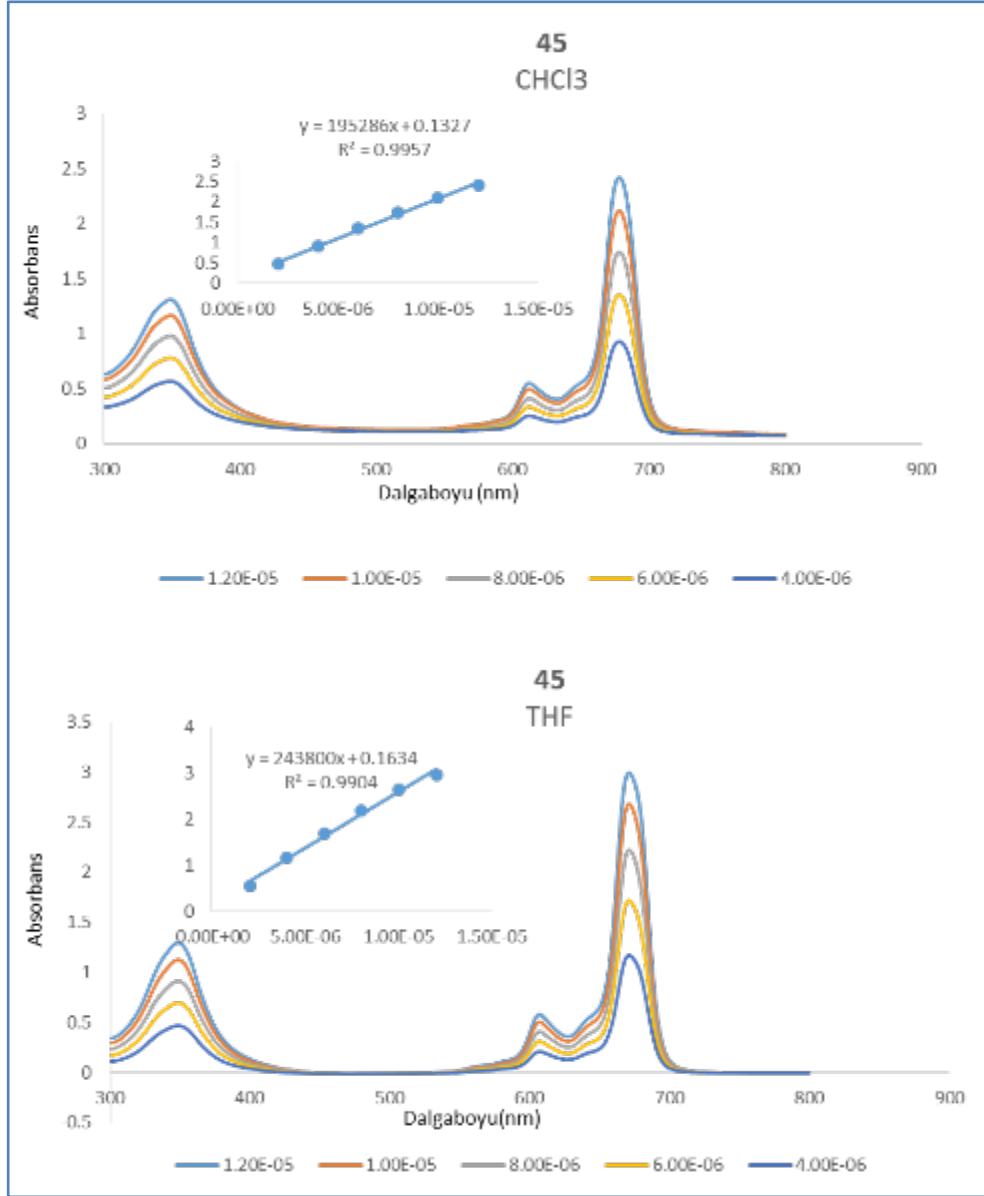 45
CHCl3
Absorbans
3
2.5
2
1.5
1
0.5
0
y = 195286x + 0.1327
R² = 0.9957
3
2.5
2
1.5
1
0.5
0
0.00E+00 5.00E-06 1.00E-05 1.50E-05
300 400 500 600 700 800 900
Dalgaboyu (nm)
1.20E-05 1.00E-05 8.00E-06 6.00E-06 4.00E-06
45
THF
Absorbans
3.5
3
2.5
2
1.5
1
0.5
0
-0.5
y = 243800x + 0.1634
R² = 0.9904
4
3
2
1
0
0.00E+00 5.00E-06 1.00E-05 1.50E-05
300 400 500 600 700 800 900
Dalgaboyu(nm)
1.20E-05 1.00E-05 8.00E-06 6.00E-06 4.00E-06